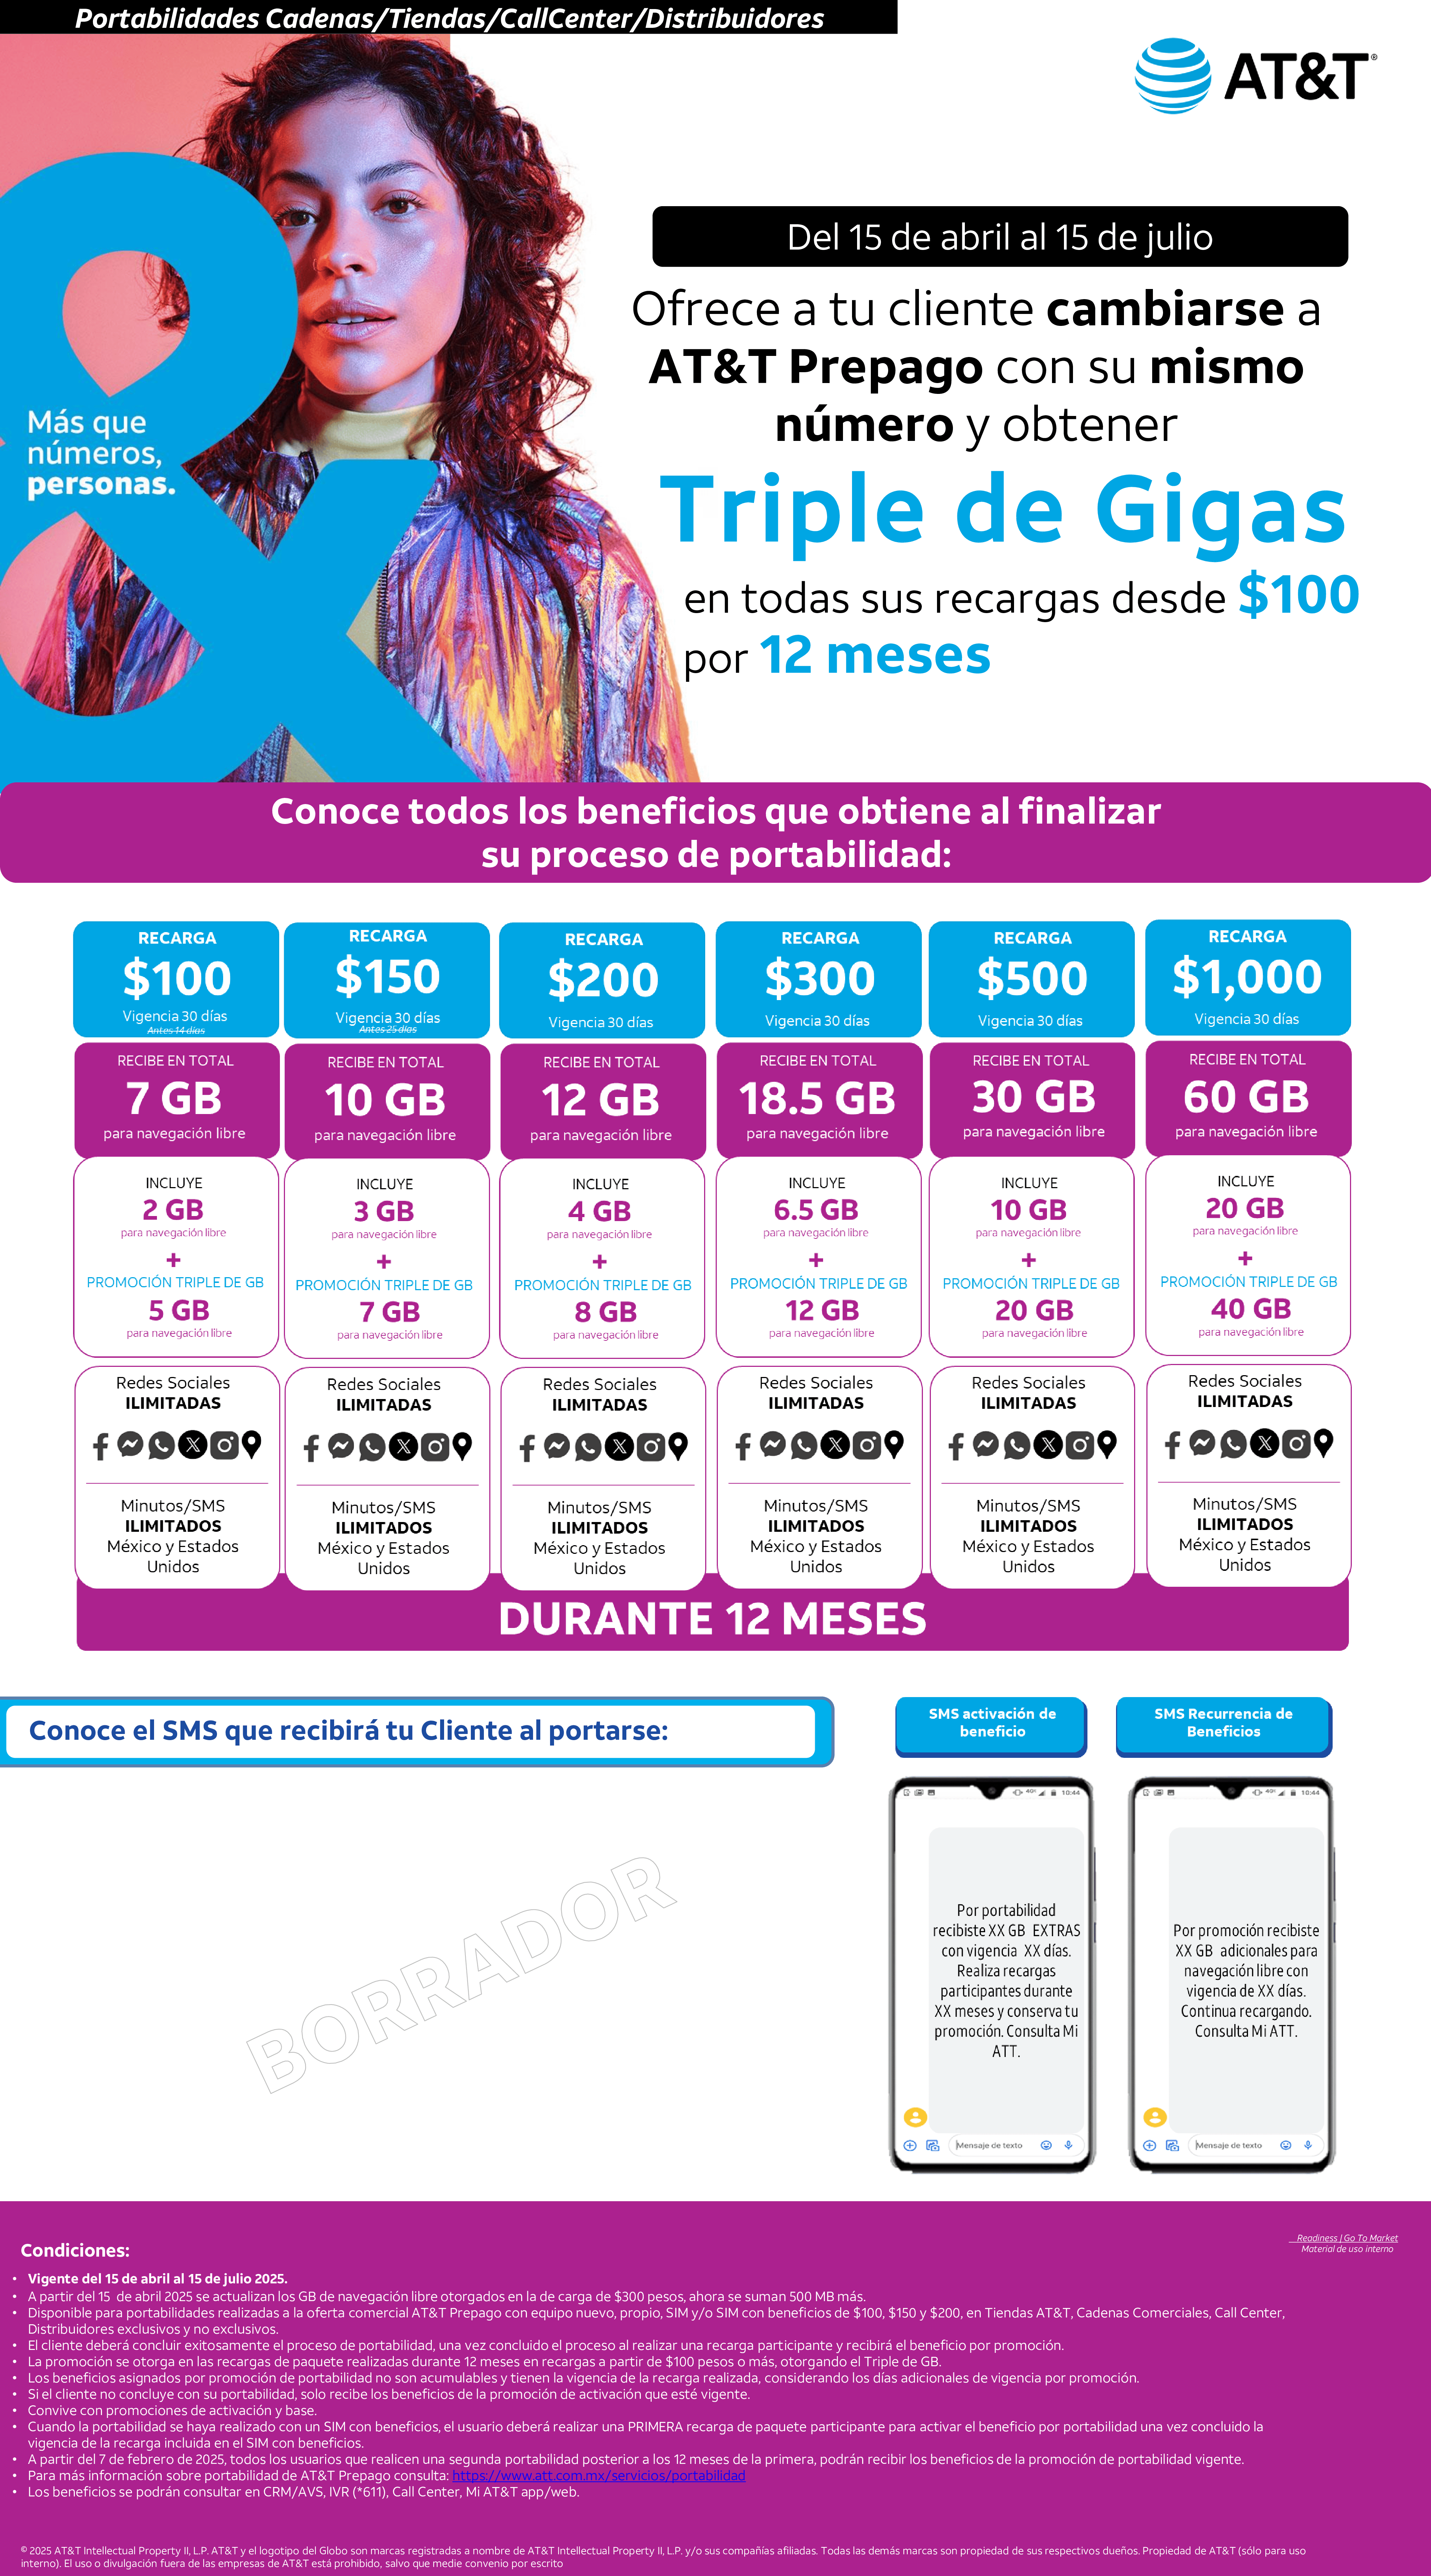 Portabilidades Cadenas/Tiendas/CallCenter/Distribuidores
AT&T®
Del 15 de abril al 15 de julio
Ofrece a tu cliente cambiarse a
AT&T Prepago con su mismo
número y obtener
Triple de Gigas
en todas sus recargas desde $100
por 12 meses
&
Más que
números,
personas.
Conoce todos los beneficios que obtiene al finalizar
su proceso de portabilidad:
RECARGA
$100
Vigencia 30 días
Antes 14 días
RECIBE EN TOTAL
7 GB
para navegación libre
INCLUYE
2 GB
para navegación libre
+
PROMOCIÓN TRIPLE DE GB
5 GB
para navegación libre
Redes Sociales
ILIMITADAS
Minutos/SMS
ILIMITADOS
México y Estados
Unidos
RECARGA
$150
Vigencia 30 días
Antes 25 días
RECIBE EN TOTAL
10 GB
para navegación libre
INCLUYE
3 GB
para navegación libre
+
PROMOCIÓN TRIPLE DE GB
7 GB
para navegación libre
Redes Sociales
ILIMITADAS
Minutos/SMS
ILIMITADOS
México y Estados
Unidos
RECARGA
$200
Vigencia 30 días
RECIBE EN TOTAL
12 GB
para navegación libre
INCLUYE
4 GB
para navegación libre
+
PROMOCIÓN TRIPLE DE GB
8 GB
para navegación libre
Redes Sociales
ILIMITADAS
Minutos/SMS
ILIMITADOS
México y Estados
Unidos
RECARGA
$300
Vigencia 30 días
RECIBE EN TOTAL
18.5 GB
para navegación libre
INCLUYE
6.5 GB
para navegación libre
+
PROMOCIÓN TRIPLE DE GB
12 GB
para navegación libre
Redes Sociales
ILIMITADAS
Minutos/SMS
ILIMITADOS
México y Estados
Unidos
RECARGA
$500
Vigencia 30 días
RECIBE EN TOTAL
30 GB
para navegación libre
INCLUYE
10 GB
para navegación libre
+
PROMOCIÓN TRIPLE DE GB
20 GB
para navegación libre
Redes Sociales
ILIMITADAS
Minutos/SMS
ILIMITADOS
México y Estados
Unidos
RECARGA
$1,000
Vigencia 30 días
RECIBE EN TOTAL
60 GB
para navegación libre
INCLUYE
20 GB
para navegación libre
+
PROMOCIÓN TRIPLE DE GB
40 GB
para navegación libre
Redes Sociales
ILIMITADAS
Minutos/SMS
ILIMITADOS
México y Estados
Unidos
DURANTE 12 MESES
Conoce el SMS que recibirá tu Cliente al portarse:
BORRADOR
SMS activación de
beneficio
10:44
Por portabilidad
recibiste XX GB EXTRAS
con vigencia XX días.
Realiza recargas
participantes durante
XX meses y conserva tu
promoción. Consulta Mi
ATT.
Mensaje de texto
SMS Recurrencia de
Beneficios
10:44
Por promoción recibiste
XX GB adicionales para
navegación libre con
vigencia de XX días.
Continua recargando.
Consulta Mi ATT.
Mensaje de texto
Readiness | Go To Market
Material de uso interno
Condiciones:
• Vigente del 15 de abril al 15 de julio 2025.
• A partir del 15 de abril 2025 se actualizan los GB de navegación libre otorgados en la de carga de $300 pesos, ahora se suman 500 MB más.
• Disponible para portabilidades realizadas a la oferta comercial AT&T Prepago con equipo nuevo, propio, SIM y/o SIM con beneficios de $100, $150 y $200, en Tiendas AT&T, Cadenas Comerciales, Call Center,
Distribuidores exclusivos y no exclusivos.
• El cliente deberá concluir exitosamente el proceso de portabilidad, una vez concluido el proceso al realizar una recarga participante y recibirá el beneficio por promoción.
• La promoción se otorga en las recargas de paquete realizadas durante 12 meses en recargas a partir de $100 pesos o más, otorgando el Triple de GB.
Los beneficios asignados por promoción de portabilidad no son acumulables y tienen la vigencia de la recarga realizada, considerando los días adicionales de vigencia por promoción.
• Si el cliente no concluye con su portabilidad, solo recibe los beneficios de la promoción de activación que esté vigente.
• Convive con promociones de activación y base.
• Cuando la portabilidad se haya realizado con un SIM con beneficios, el usuario deberá realizar una PRIMERA recarga de paquete participante para activar el beneficio por portabilidad una vez concluido la
vigencia de la recarga incluida en el SIM con beneficios.
• A partir del 7 de febrero de 2025, todos los usuarios que realicen una segunda portabilidad posterior a los 12 meses de la primera, podrán recibir los beneficios de la promoción de portabilidad vigente.
• Para más información sobre portabilidad de AT&T Prepago consulta: https://www.att.com.mx/servicios/portabilidad
• Los beneficios se podrán consultar en CRM/AVS, IVR (*611), Call Center, Mi AT&T app/web.
© 2025 AT&T Intellectual Property II, L.P. AT&T y el logotipo del Globo son marcas registradas a nombre de AT&T Intellectual Property II, L.P. y/o sus compañías afiliadas. Todas las demás marcas son propiedad de sus respectivos dueños. Propiedad de AT&T (sólo para uso
interno). El uso o divulgación fuera de las empresas de AT&T está prohibido, salvo que medie convenio por escrito